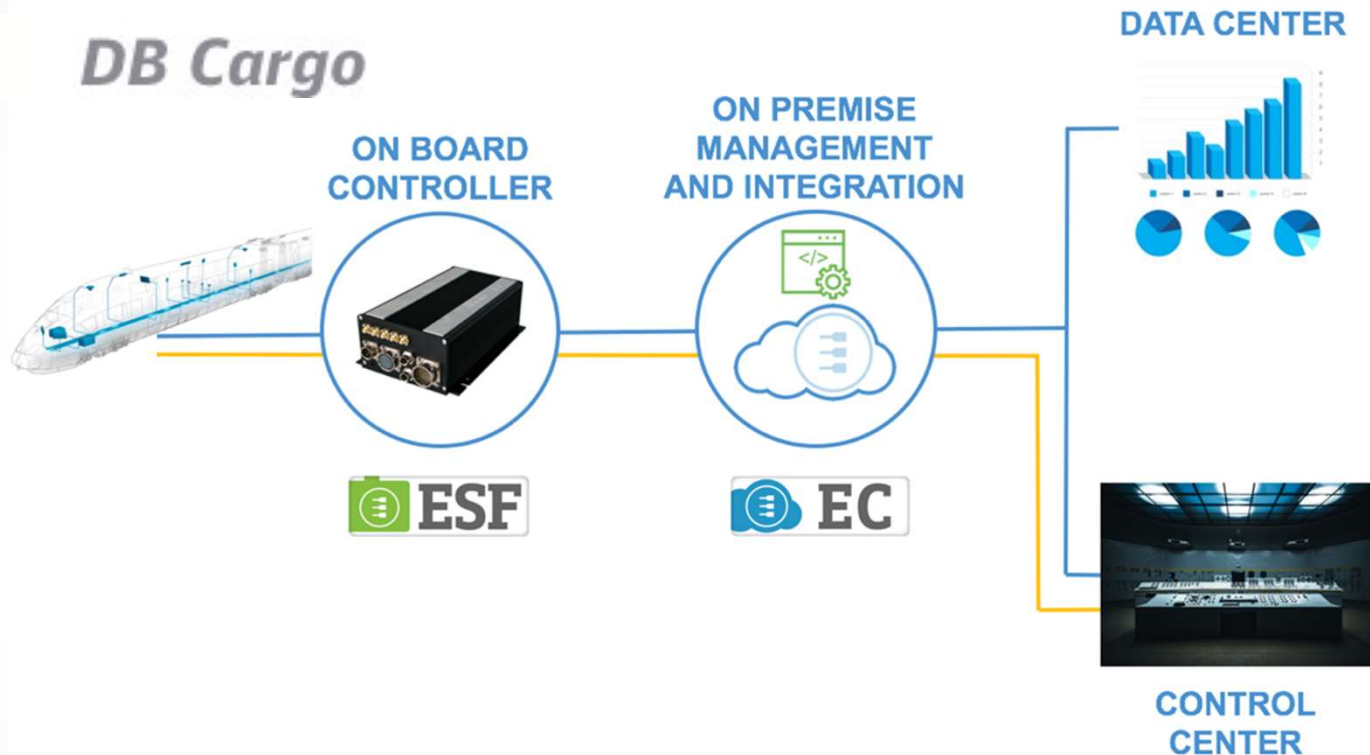 DB Cargo
DATA CENTER
ON PREMISE
MANAGEMENT
AND INTEGRATION
ON BOARD
CONTROLLER
</>
ESF
EC
CONTROL
CENTER